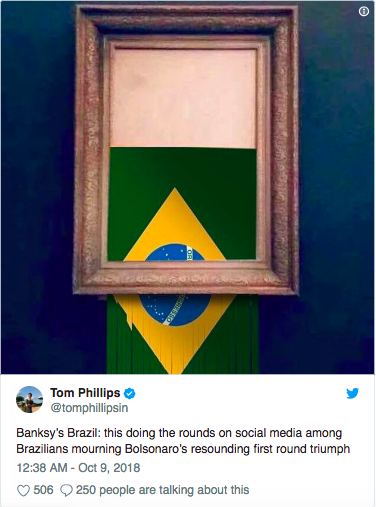 Tom Phillips
@tomphillipsin
Banksy's Brazil: this doing the rounds on social media among
Brazilians mourning Bolsonaro's resounding first round triumph
12:38 AM - Oct 9, 2018
506 250 people are talking about this